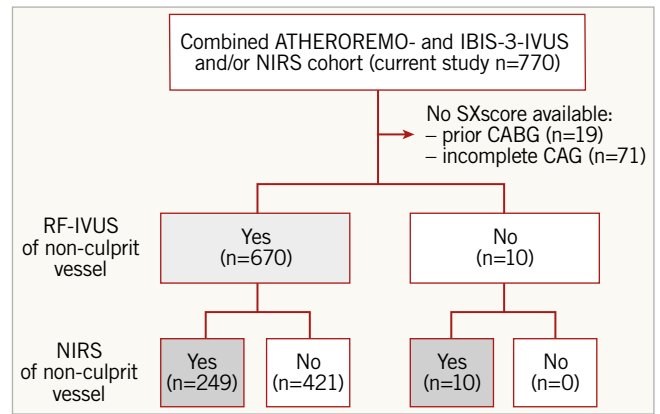 Combined ATHEROREMO- and IBIS-3-IVUS
and/or NIRS cohort (current study n=770)
No SXscore available:
– prior CABG (n=19)
– incomplete CAG (n=71)
RF-IVUS
of non-culprit
vessel
Yes
(n=670)
No
(n=10)
NIRS
of non-culprit
vessel
Yes
(n=249)
No
(n=421)
Yes
(n=10)
No
(n=0)